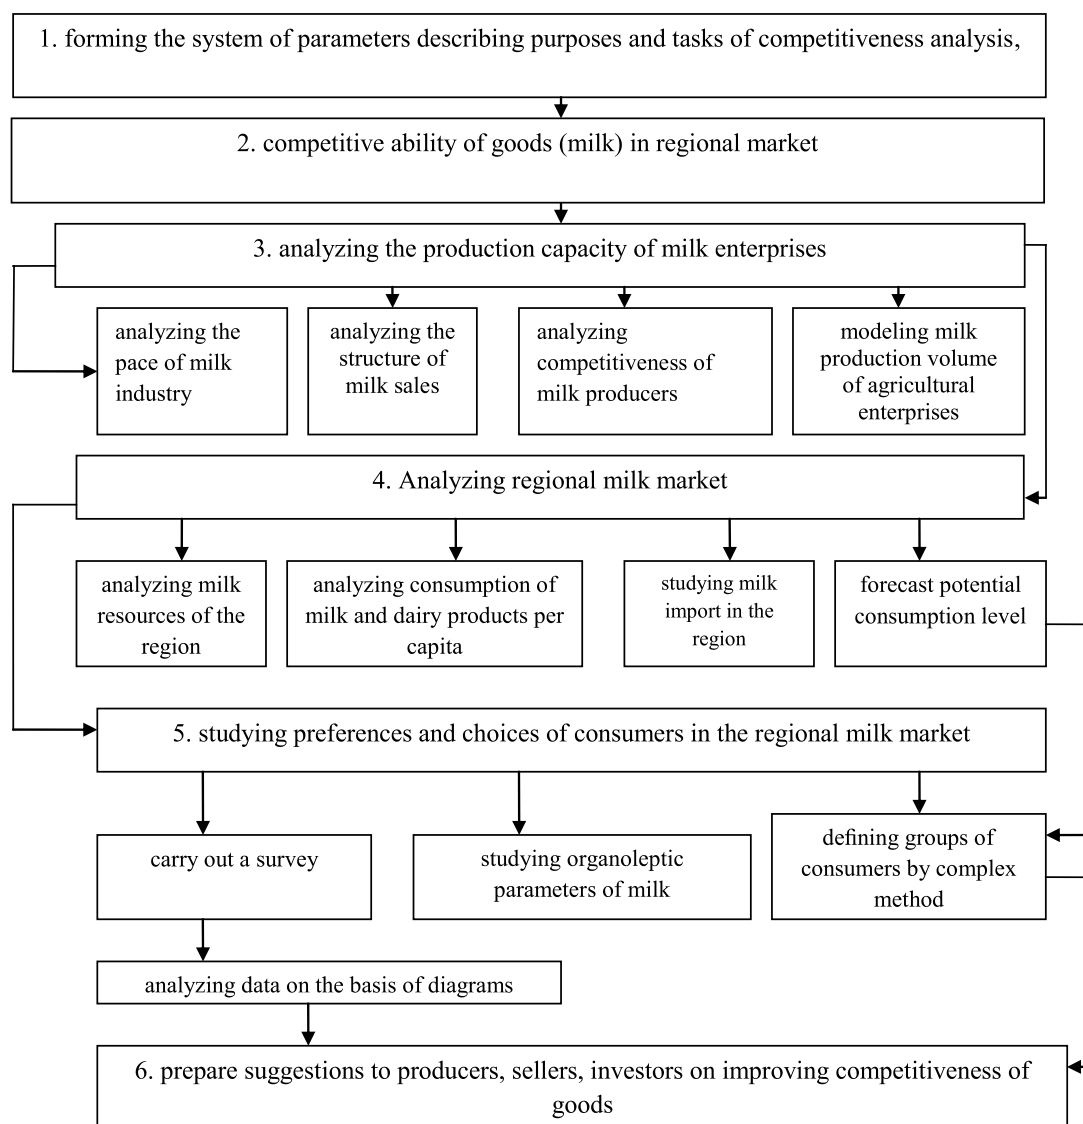 1. forming the system of parameters describing purposes and tasks of competitiveness analysis,
2. competitive ability of goods (milk) in regional market
3. analyzing the production capacity of milk enterprises
analyzing the
pace of milk
industry
analyzing the
structure of
milk sales
analyzing
competitiveness of
milk producers
modeling milk
production volume
of agricultural
enterprises
4. Analyzing regional milk market
analyzing milk
resources of the
region
analyzing consumption of
milk and dairy products per
capita
studying milk
import in the
region
forecast potential
consumption level
5. studying preferences and choices of consumers in the regional milk market
carry out a survey
studying organoleptic
parameters of milk
defining groups of
consumers by complex
method
analyzing data on the basis of diagrams
6. prepare suggestions to producers, sellers, investors on improving competitiveness of
goods